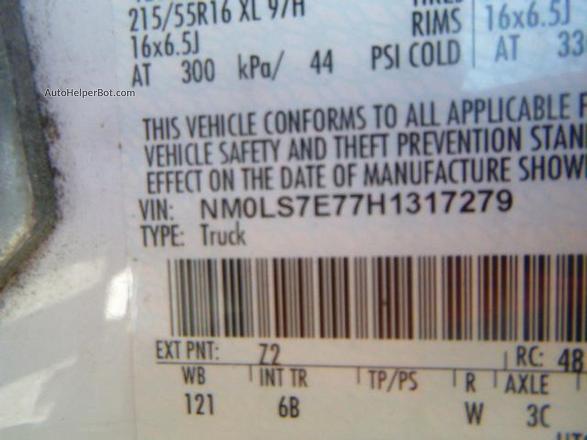 215/55R16 XL 97H
RIMS 16x6.5J
16x6.5J
AT 300 kPa/ 44 PSI COLD AT
AutoHelperBot.com
THIS VEHICLE CONFORMS TO ALL APPLICABLE
VEHICLE SAFETY AND THEFT PREVENTION
EFFECT ON THE DATE OF MANUFACTURE
VIN: NM0LS7E77H1317279
TYPE: Truck
EXT PNT: Z2 RC: 48
WB INT TR TP/PS R AXLE
121 6B W 3C